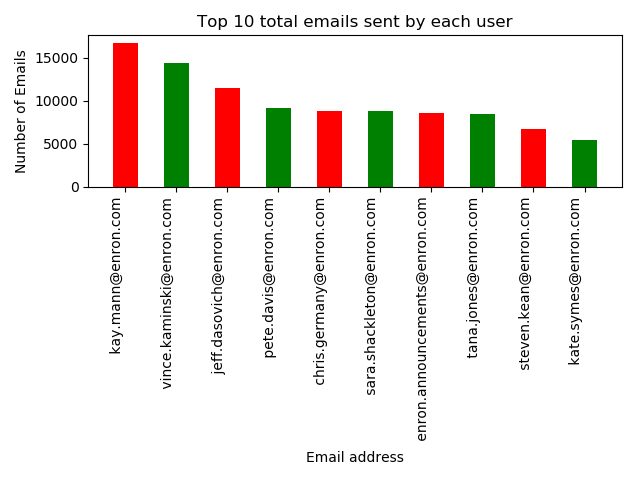 Top 10 total emails sent by each user
Number of Emails
15000
10000
5000
0
kay.mann@enron.com
vince.kaminski@enron.com
jeff.dasovich@enron.com
pete.davis@enron.com
chris.germany@enron.com
sara.shackleton@enron.com
enron.announcements@enron.com
tana.jones@enron.com
steven.kean@enron.com
kate.symes@enron.com
Email address